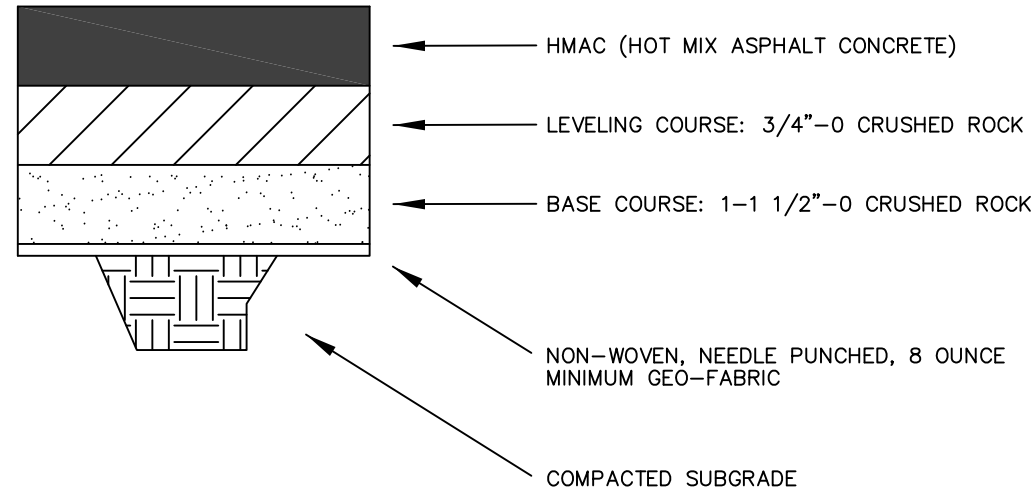 HMAC (HOT MIX ASPHALT CONCRETE)
LEVELING COURSE: 3/4"-0 CRUSHED ROCK
BASE COURSE: 1-1 1/2"-0 CRUSHED ROCK
NON-WOVEN, NEEDLE PUNCHED, 8 OUNCE
MINIMUM GEO-FABRIC
COMPACTED SUBGRADE